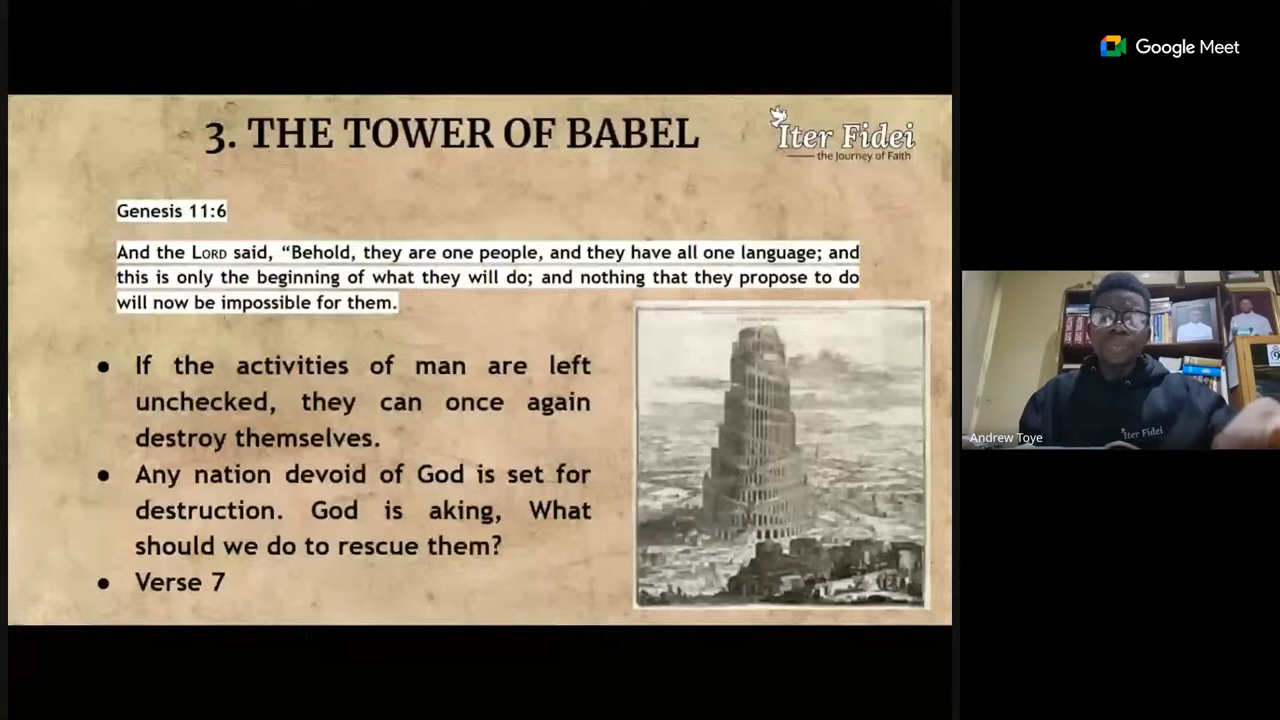 3. THE TOWER OF BABEL
Iter Fidei
the Journey of Faith
Genesis 11:6
And the LORD said, “Behold, they are one people, and they have all one language; and
this is only the beginning of what they will do; and nothing that they propose to do
will now be impossible for them.
● If the activities of man are left
unchecked, they can once again
destroy themselves.
● Any nation devoid of God is set for
destruction. God is aking, What
should we do to rescue them?
● Verse 7
Google Meet
Iter Fidei
Andrew Toye